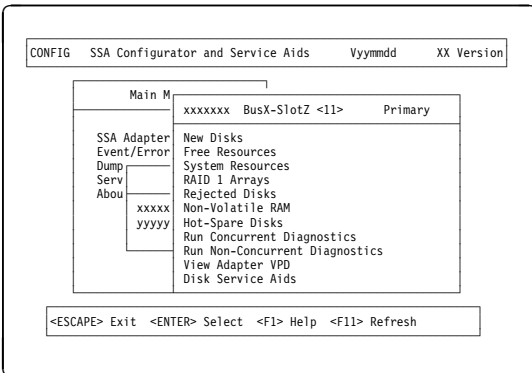 CONFIG SSA Configurator and Service Aids Vyymmdd XX Version
Main M
xxxxxxx BusX-SlotZ <11> Primary
SSA Adapter
Event/Error
Dump
Serv
Abou
xxxxx
yyyyy
New Disks
Free Resources
System Resources
RAID 1 Arrays
Rejected Disks
Non-Volatile RAM
Hot-Spare Disks
Run Concurrent Diagnostics
Run Non-Concurrent Diagnostics
View Adapter VPD
Disk Service Aids
<ESCAPE> Exit <ENTER> Select <F1> Help <F11> Refresh